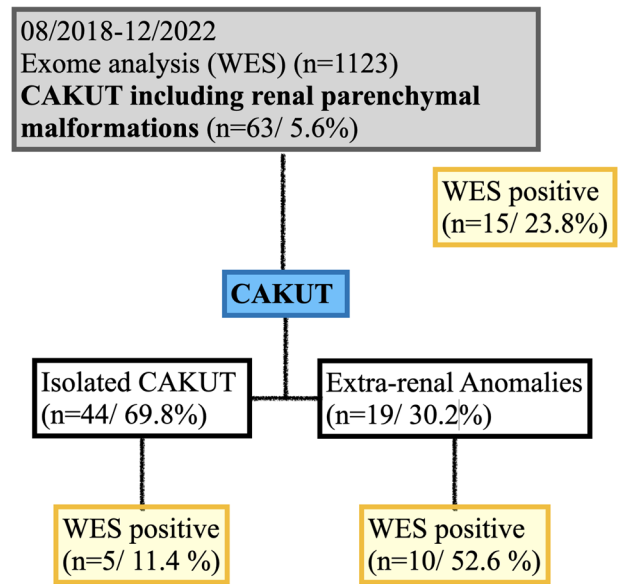 08/2018-12/2022
Exome analysis (WES) (n=1123)
CAKUT including renal parenchymal
malformations (n=63/ 5.6%)
WES positive
(n=15/ 23.8%)
CAKUT
Isolated CAKUT
(n=44/ 69.8%)
Extra-renal Anomalies
(n=19/ 30.2%)
WES positive
(n=5/ 11.4 %)
WES positive
(n=10/ 52.6 %)